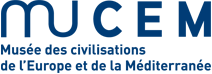 mucem
Musée des civilisations
de l'Europe et de la Méditerranée